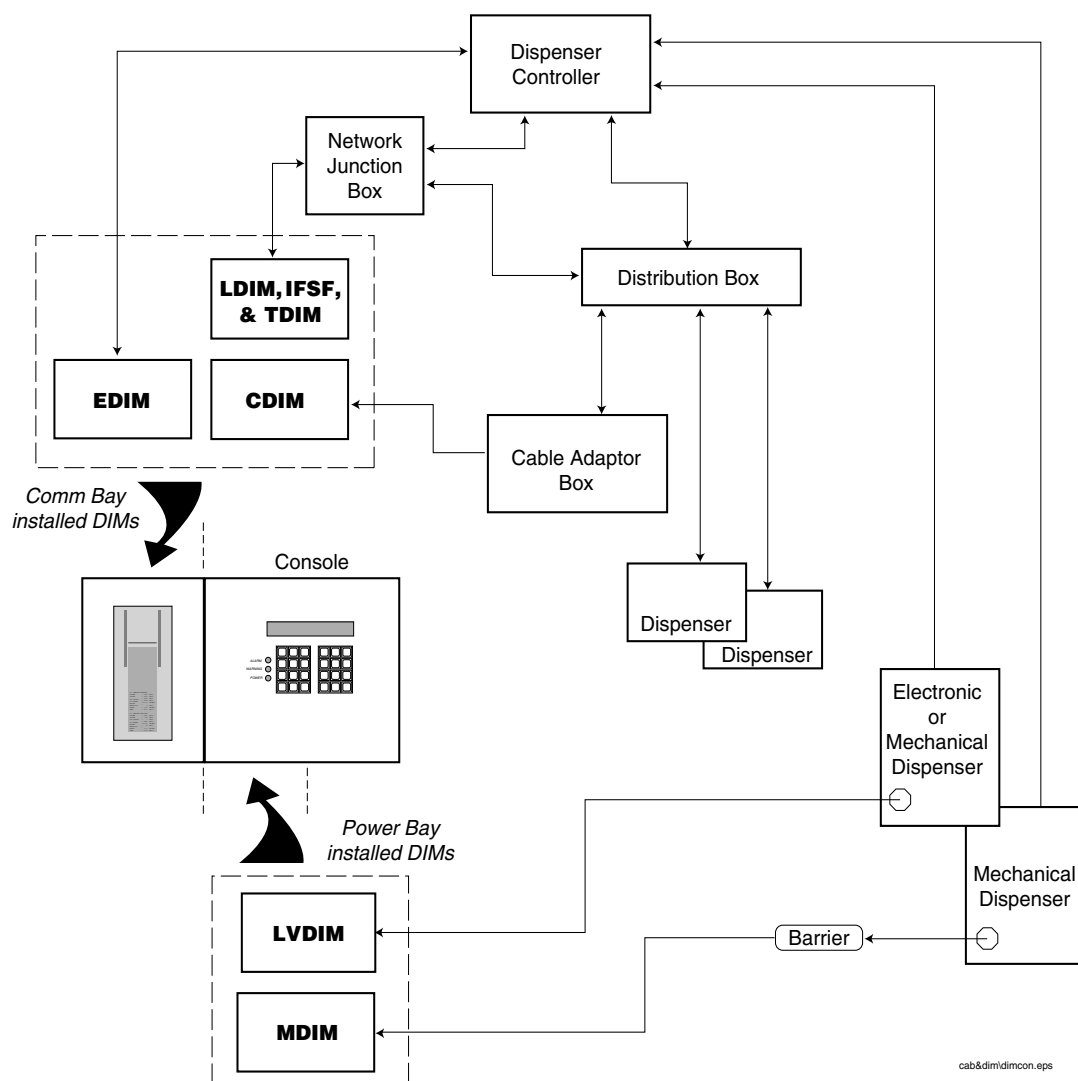 Dispenser
Controller
Network
Junction
Box
Distribution Box
LDIM, IFSF,
& TDIM
EDIM
CDIM
Cable Adaptor
Box
Comm Bay
installed DIMs
Console
ALARM
WARNING
POWER
Dispenser
Dispenser
Electronic
or
Mechanical
Dispenser
Power Bay
installed DIMs
Mechanical
Dispenser
LVDIM
Barrier
MDIM
cab&dim\dimcon.eps